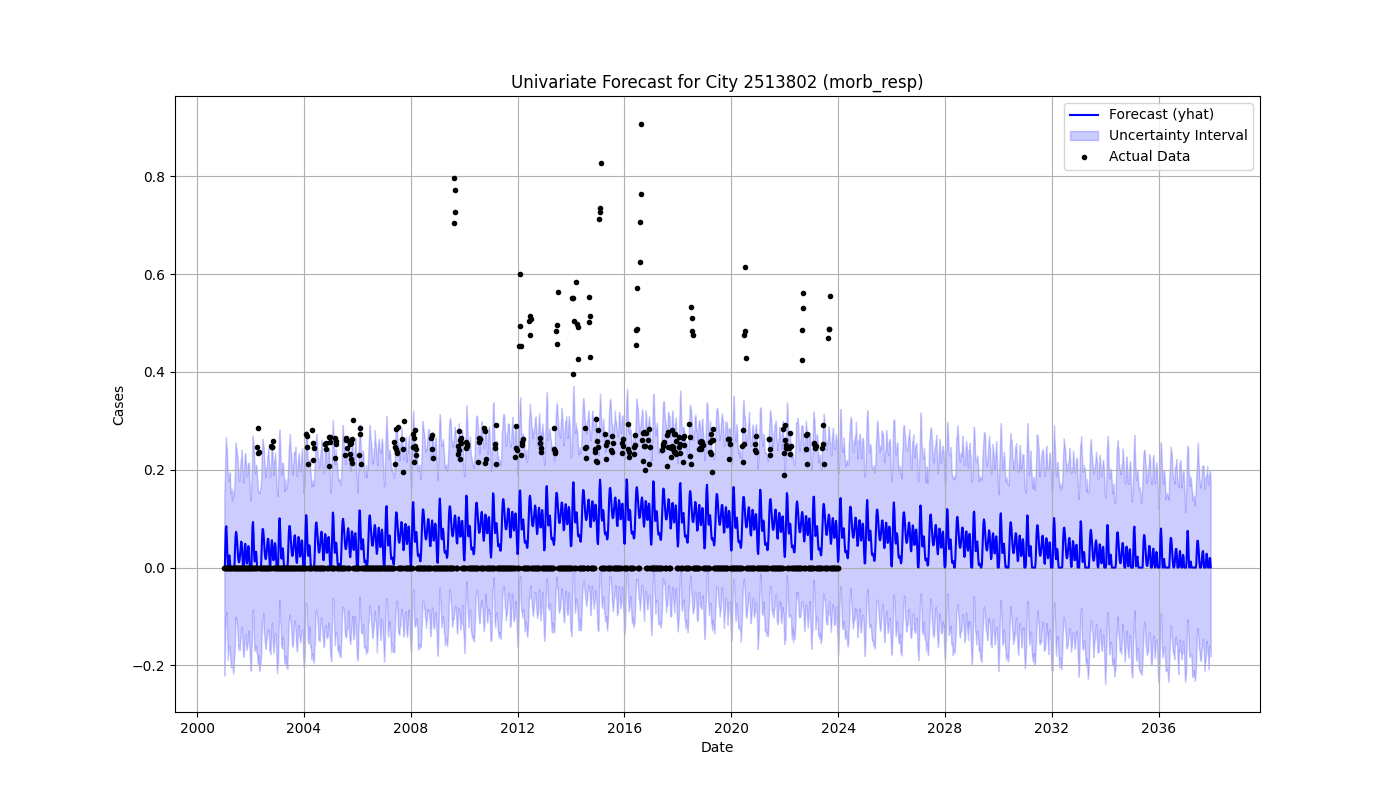 Univariate Forecast for City 2513802 (morb_resp)
Forecast (yhat)
Uncertainty Interval
Actual Data
Cases
0.8
0.6
0.4
0.2
0.0
−0.2
2000 2004 2008 2012 2016 2020 2024 2028 2032 2036
Date